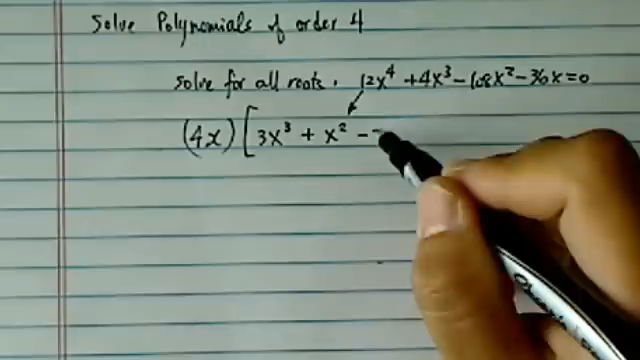 Solve Polynomials of order 4
Solve for all roots. 12x⁴ + 4x³ - 108x² - 36x = 0
(4x) [ 3x³ + x² -